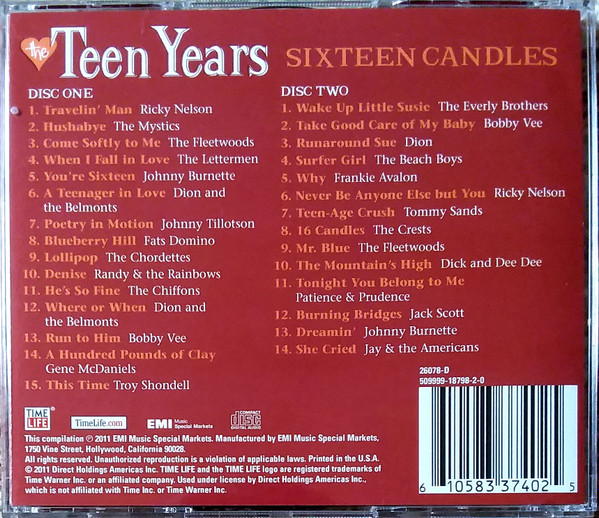 the Teen Years SIXTEEN CANDLES
DISC ONE
1. Travelin' Man Ricky Nelson
2. Hushabye The Mystics
3. Come Softly to Me The Fleetwoods
4. When I Fall in Love The Lettermen
5. You're Sixteen Johnny Burnette
6. A Teenager in Love Dion and
the Belmonts
7. Poetry in Motion Johnny Tillotson
8. Blueberry Hill Fats Domino
9. Lollipop The Chordettes
10. Denise Randy & the Rainbows
11. He's So Fine The Chiffons
12. Where or When Dion and
the Belmonts
13. Run to Him Bobby Vee
14. A Hundred Pounds of Clay
Gene McDaniels
15. This Time Troy Shondell
DISC TWO
1. Wake Up Little Susie The Everly Brothers
2. Take Good Care of My Baby Bobby Vee
3. Runaround Sue Dion
4. Surfer Girl The Beach Boys
5. Why Frankie Avalon
6. Never Be Anyone Else but You Ricky Nelson
7. Teen-Age Crush Tommy Sands
8. 16 Candles The Crests
9. Mr. Blue The Fleetwoods
10. The Mountain's High Dick and Dee Dee
11. Tonight You Belong to Me
Patience & Prudence
12. Burning Bridges Jack Scott
13. Dreamin' Johnny Burnette
14. She Cried Jay & the Americans
26078-D
509999-18798-2-0
TIME
LIFE
TimeLife.com
EMI Music
Special Markets
COMPACT
disc
DIGITAL AUDIO
This compilation ℗ 2011 EMI Music Special Markets. Manufactured by EMI Music Special Markets,
1750 Vine Street, Hollywood, California 90028.
All rights reserved. Unauthorized reproduction is a violation of applicable laws. Printed in the U.S.A.
© 2011 Direct Holdings Americas Inc. TIME LIFE and the TIME LIFE logo are registered trademarks of
Time Warner Inc. or an affiliated company. Used under license by Direct Holdings Americas Inc.,
which is not affiliated with Time Inc. or Time Warner Inc.
6 10583 37402 5